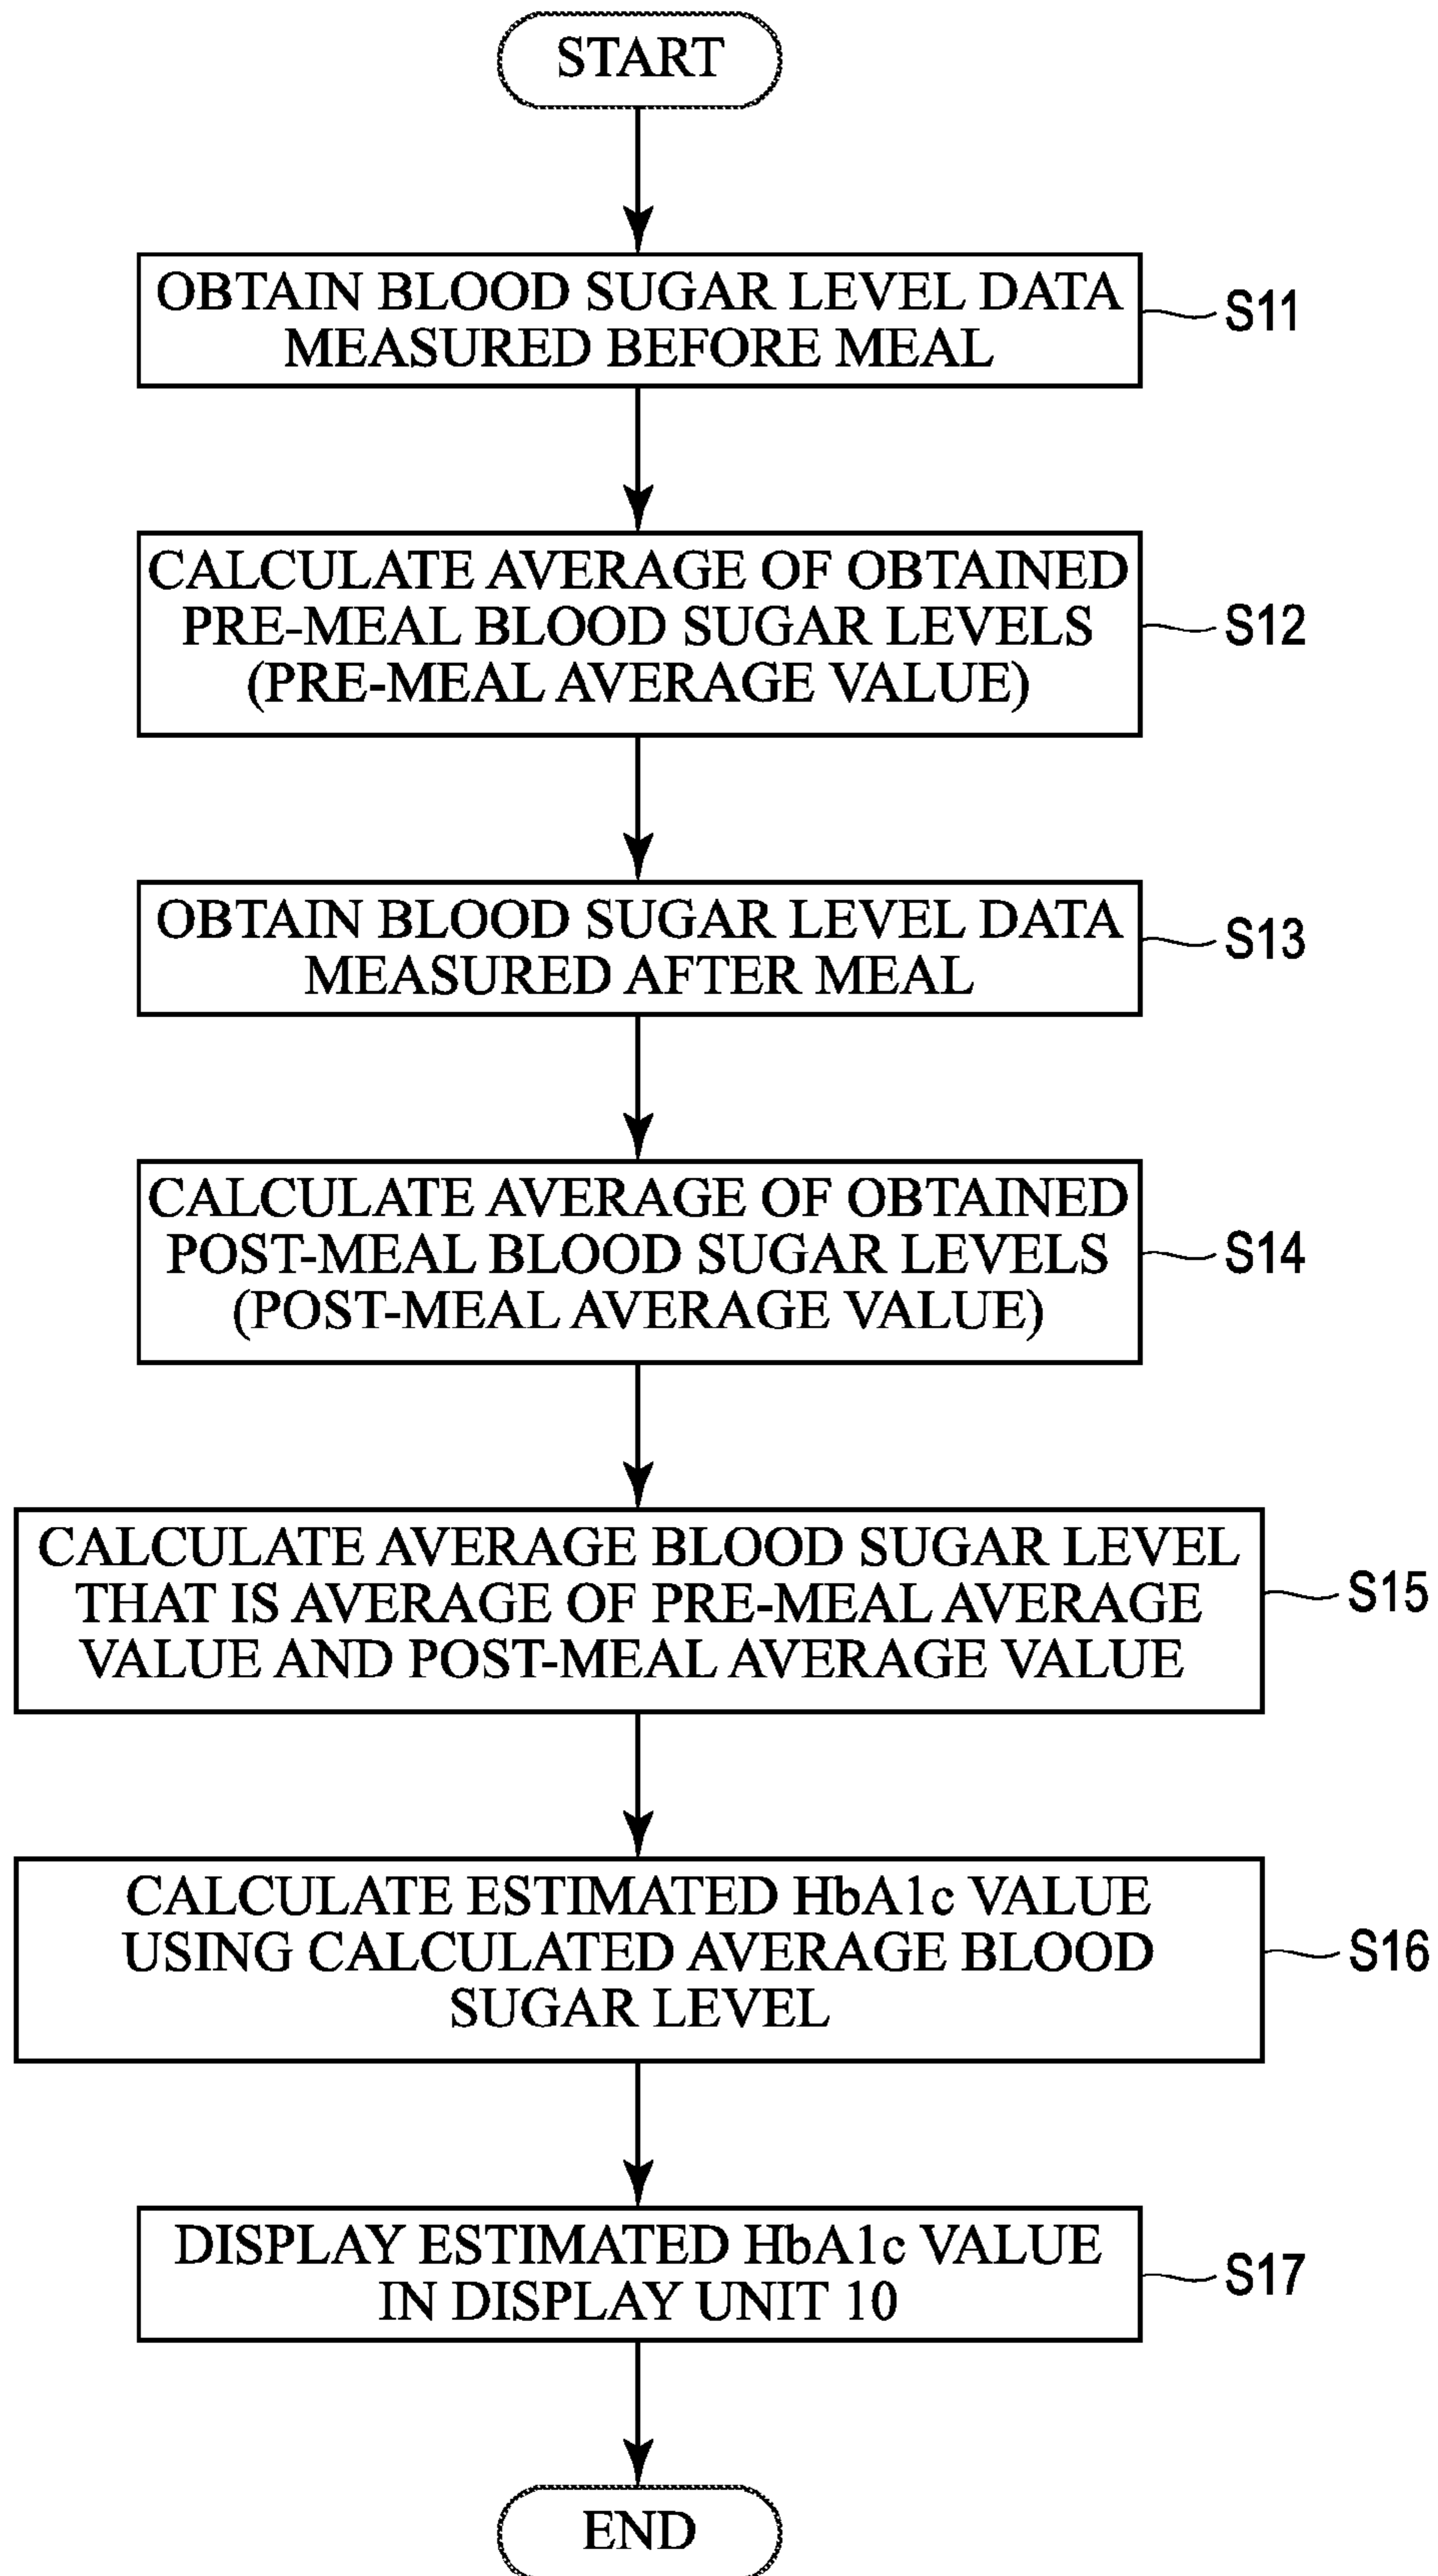 START
OBTAIN BLOOD SUGAR LEVEL DATA
MEASURED BEFORE MEAL
S11
CALCULATE AVERAGE OF OBTAINED
PRE-MEAL BLOOD SUGAR LEVELS
(PRE-MEAL AVERAGE VALUE)
S12
OBTAIN BLOOD SUGAR LEVEL DATA
MEASURED AFTER MEAL
S13
CALCULATE AVERAGE OF OBTAINED
POST-MEAL BLOOD SUGAR LEVELS
(POST-MEAL AVERAGE VALUE)
S14
CALCULATE AVERAGE BLOOD SUGAR LEVEL
THAT IS AVERAGE OF PRE-MEAL AVERAGE
VALUE AND POST-MEAL AVERAGE VALUE
S15
CALCULATE ESTIMATED HbA1c VALUE
USING CALCULATED AVERAGE BLOOD
SUGAR LEVEL
S16
DISPLAY ESTIMATED HbA1c VALUE
IN DISPLAY UNIT 10
S17
END